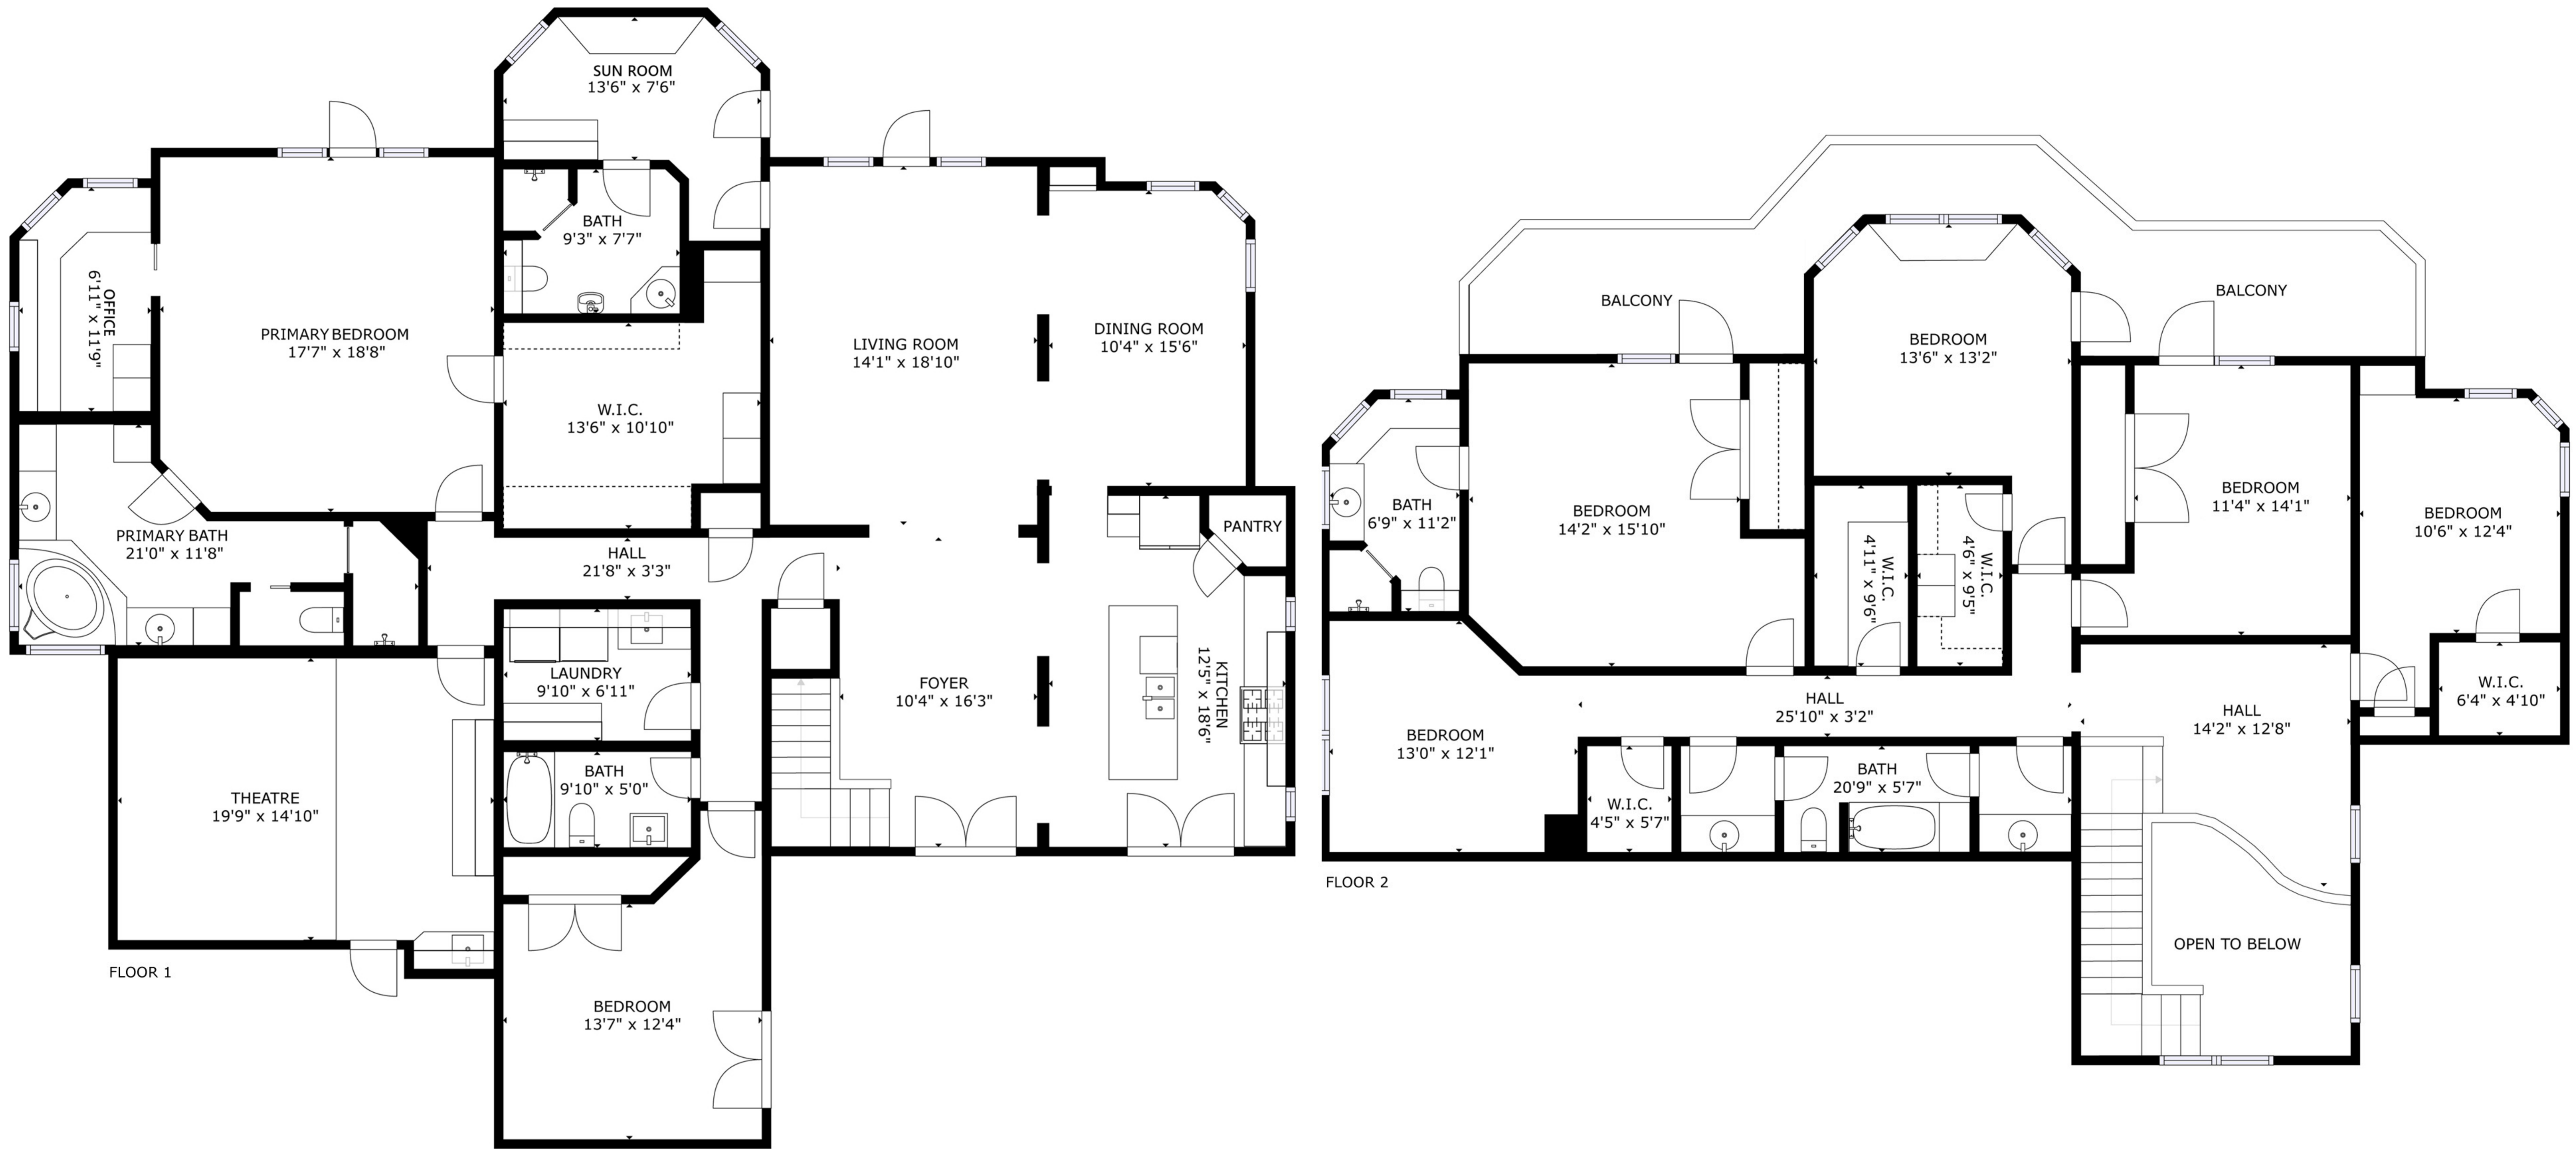 SUN ROOM
13'6" x 7'6"
BATH
9'3" x 7'7"
OFFICE
6'11" x 11'9"
PRIMARY BEDROOM
17'7" x 18'8"
LIVING ROOM
14'1" x 18'10"
DINING ROOM
10'4" x 15'6"
W.I.C.
13'6" x 10'10"
PRIMARY BATH
21'0" x 11'8"
HALL
21'8" x 3'3"
PANTRY
LAUNDRY
9'10" x 6'11"
FOYER
10'4" x 16'3"
KITCHEN
12'5" x 18'6"
THEATRE
19'9" x 14'10"
BATH
9'10" x 5'0"
BEDROOM
13'7" x 12'4"
FLOOR 1
BALCONY
BALCONY
BEDROOM
13'6" x 13'2"
BATH
6'9" x 11'2"
BEDROOM
14'2" x 15'10"
BEDROOM
11'4" x 14'1"
BEDROOM
10'6" x 12'4"
W.I.C.
4'11" x 9'6"
W.I.C.
4'6" x 9'5"
W.I.C.
6'4" x 4'10"
HALL
25'10" x 3'2"
HALL
14'2" x 12'8"
BEDROOM
13'0" x 12'1"
W.I.C.
4'5" x 5'7"
BATH
20'9" x 5'7"
OPEN TO BELOW
FLOOR 2